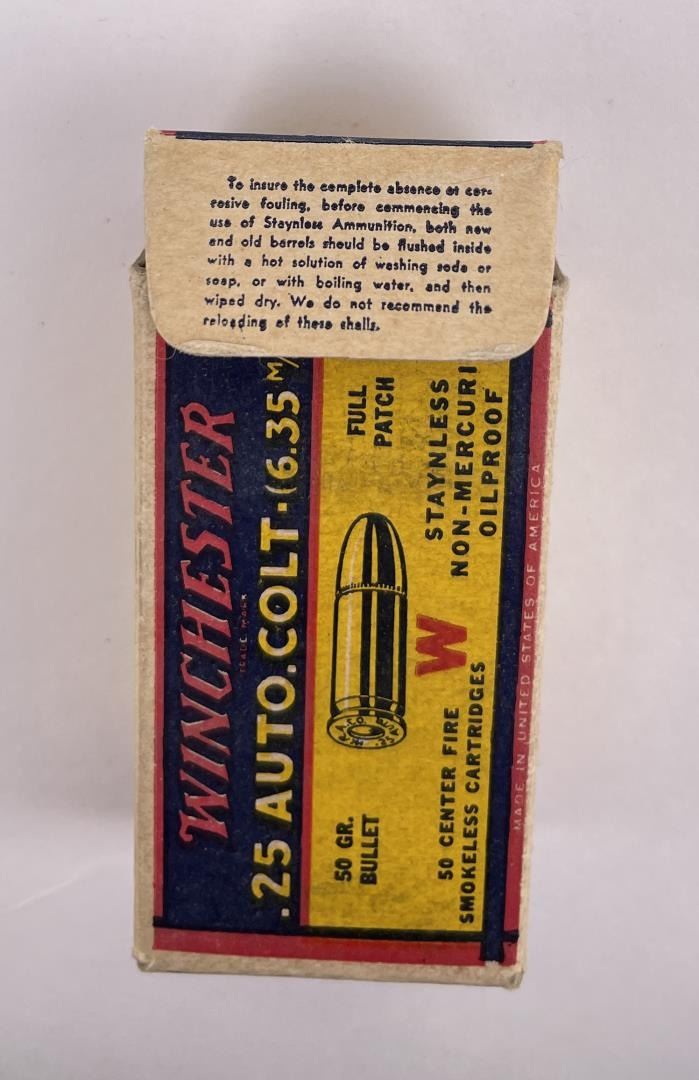 To insure the complete absence of cor-
rosive fouling, before commencing the
use of Staynless Ammunition, both new
and old barrels should be flushed inside
with a hot solution of washing soda or
soap, or with boiling water, and then
wiped dry. We do not recommend the
reloading of these shells.
WINCHESTER
TRADE MARK
.25 AUTO.COLT·(6.35 M/
FULL
PATCH
STAYNLESS
NON-MERCURI
OILPROOF
W
W.R.A.CO.
50 GR.
BULLET
50 CENTER FIRE
SMOKELESS CARTRIDGES
MADE IN UNITED STATES OF AMERICA